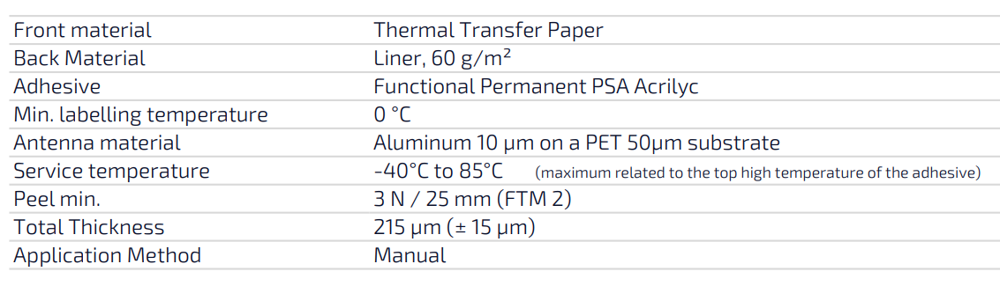 Front material Thermal Transfer Paper
Back Material Liner, 60 g/m²
Adhesive Functional Permanent PSA Acrilyc
Min. labelling temperature 0 °C
Antenna material Aluminum 10 µm on a PET 50µm substrate
Service temperature -40°C to 85°C (maximum related to the top high temperature of the adhesive)
Peel min. 3 N / 25 mm (FTM 2)
Total Thickness 215 µm (± 15 µm)
Application Method Manual